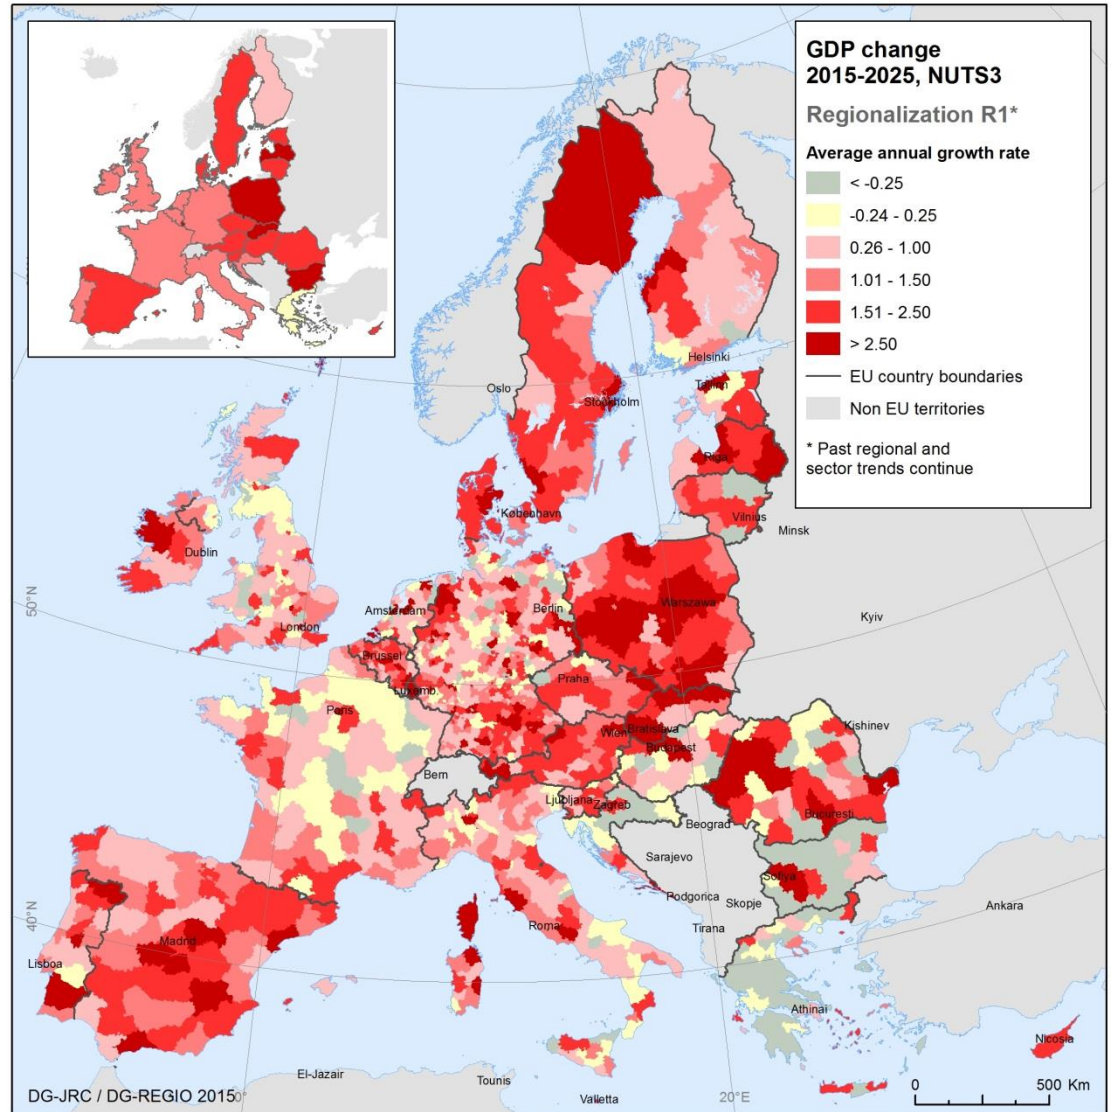 GDP change
2015-2025, NUTS3
Regionalization R1*
Average annual growth rate
< -0.25
-0.24 - 0.25
0.26 - 1.00
1.01 - 1.50
1.51 - 2.50
> 2.50
EU country boundaries
Non EU territories
* Past regional and
sector trends continue
Helsinki
Oslo
Tallinn
Stockholm
Riga
København
Vilnius
Minsk
Dublin
50°N
Amsterdam
Berlin
Warszawa
London
Kyiv
Brussel
Praha
Luxemb.
Paris
Kishinev
Wien
Bratislava
Budapest
Bern
Ljubljana
Zagreb
Bucuresti
Beograd
Sarajevo
Sofiya
Podgorica
Skopje
40°N
Roma
Tirana
Ankara
Madrid
Lisboa
Athinai
Nicosia
El-Jazair
Tounis
Valletta
DG-JRC / DG-REGIO 2015
0°
20°E
0
500 Km